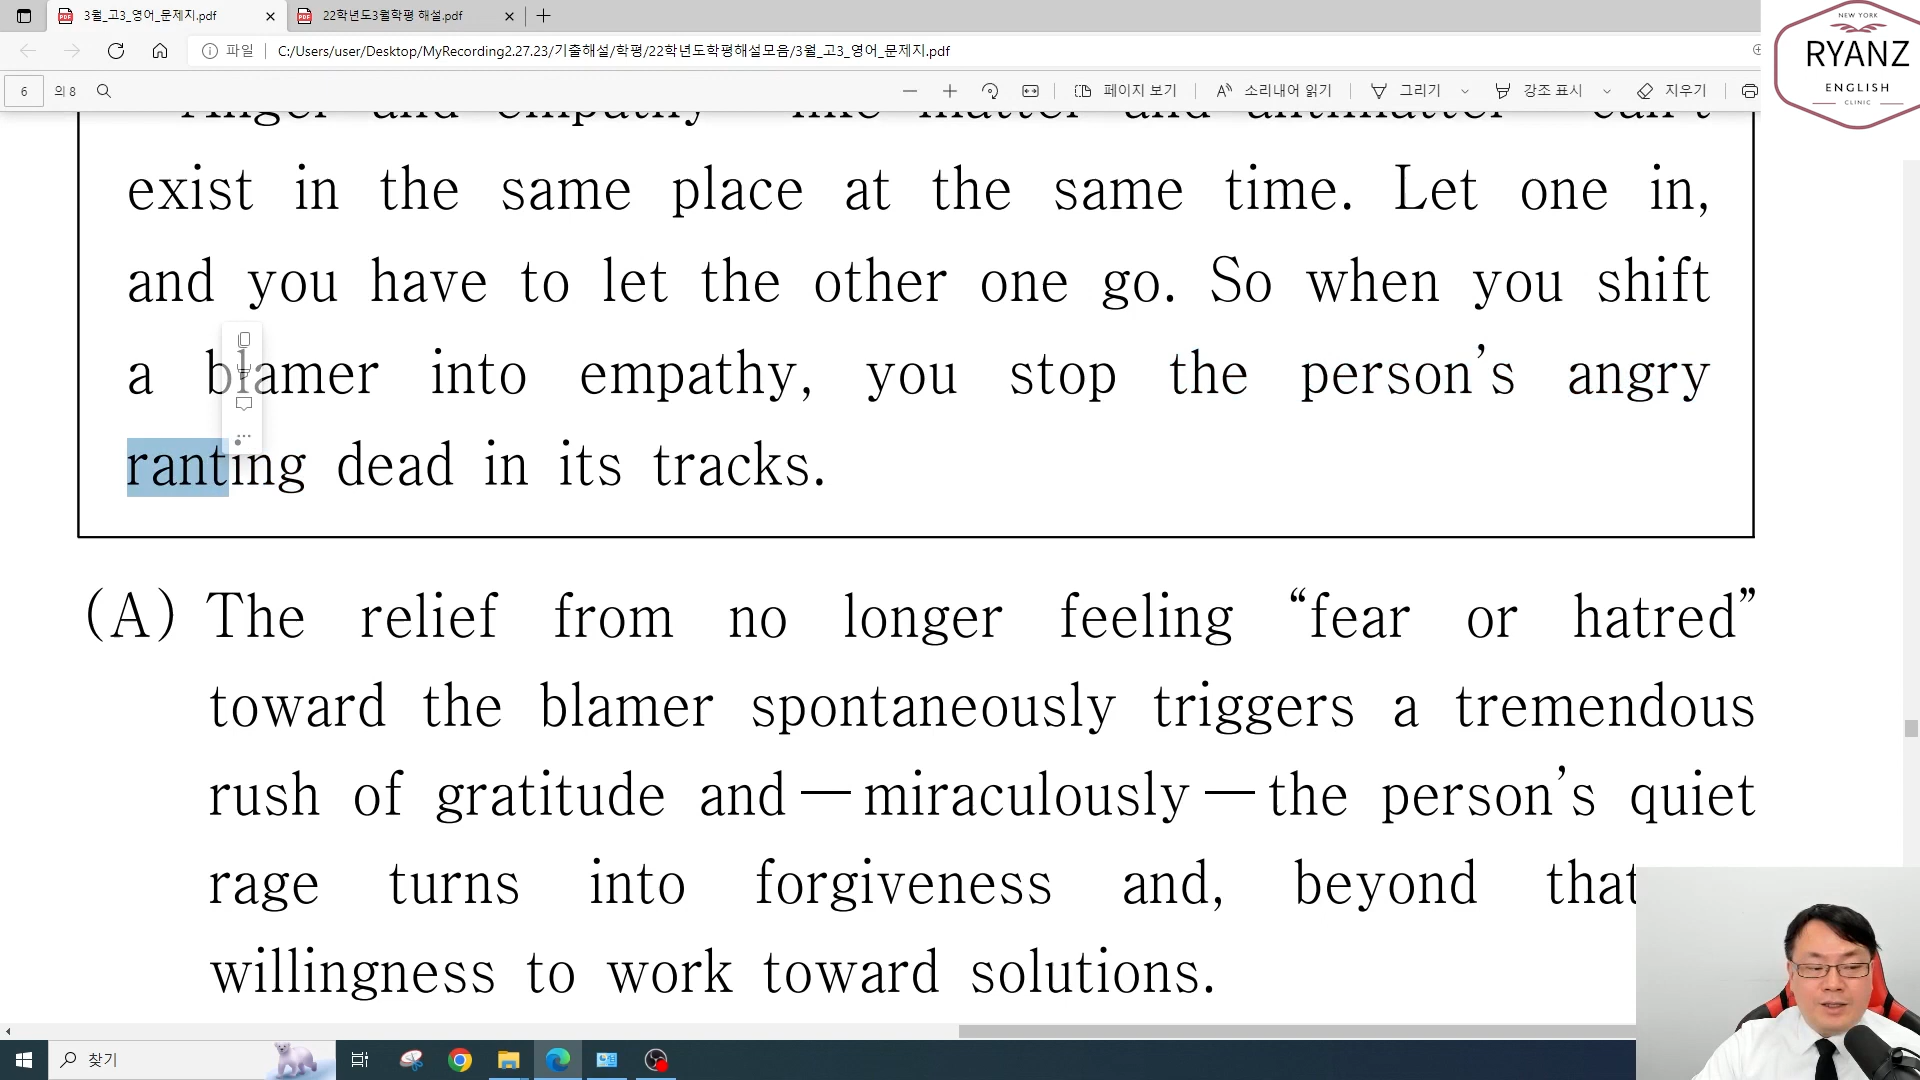 3월_고3_영어_문제지.pdf
22학년도3월학평 해설.pdf
파일
C:/Users/user/Desktop/MyRecording2.27.23/기출해설/학평/22학년도학평해설모음/3월_고3_영어_문제지.pdf
NEW YORK
RYANZ
ENGLISH
CLINIC
6 의 8
페이지 보기
소리내어 읽기
그리기
강조 표시
지우기
Anger and empathy — like matter and antimatter — can't
exist in the same place at the same time. Let one in,
and you have to let the other one go. So when you shift
a blamer into empathy, you stop the person's angry
ranting dead in its tracks.
(A) The relief from no longer feeling “fear or hatred”
toward the blamer spontaneously triggers a tremendous
rush of gratitude and — miraculously — the person's quiet
rage turns into forgiveness and, beyond that
willingness to work toward solutions.
찾기